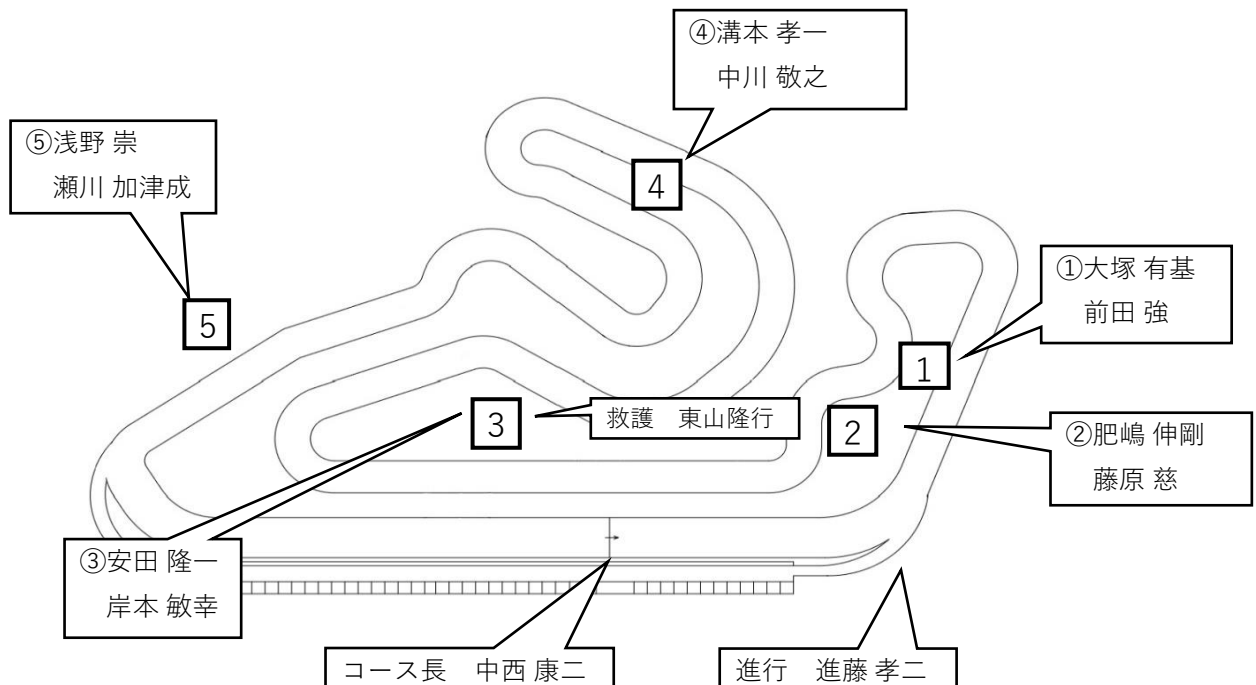 ④溝本 孝一
中川 敬之
⑤浅野 崇
瀬川 加津成
4
①大塚 有基
前田 強
5
1
3
救護 東山隆行
2
②肥嶋 伸剛
藤原 慈
③安田 隆一
岸本 敏幸
コース長 中西 康二
進行 進藤 孝二